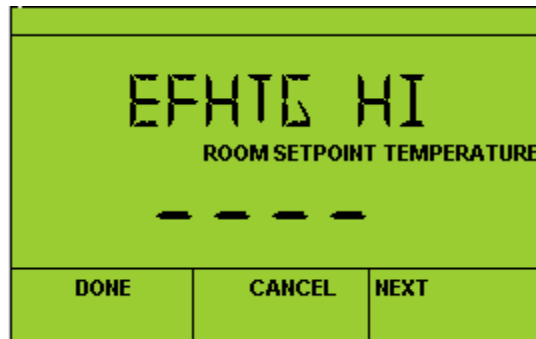 EFHTG HI
ROOM SETPOINT TEMPERATURE
- - - -
DONE CANCEL NEXT